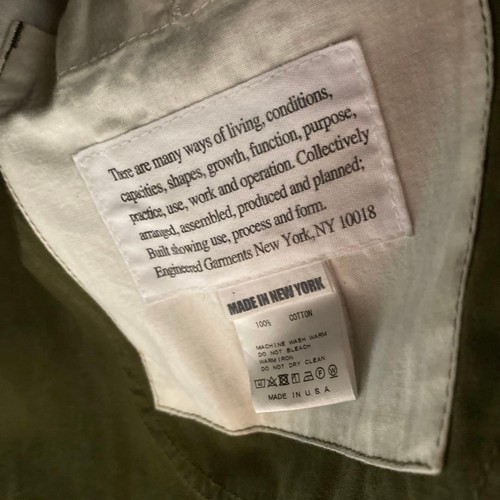 There are many ways of living, conditions,
capacities, shapes, growth, function, purpose,
practice, use, work and operation. Collectively
arranged, assembled, produced and planned;
Built showing use, process and form.
Engineered Garments New York, NY 10018
MADE IN NEW YORK
100% COTTON
MACHINE WASH WARM
DO NOT BLEACH
WARM IRON
DO NOT DRY CLEAN
MADE IN U.S.A.